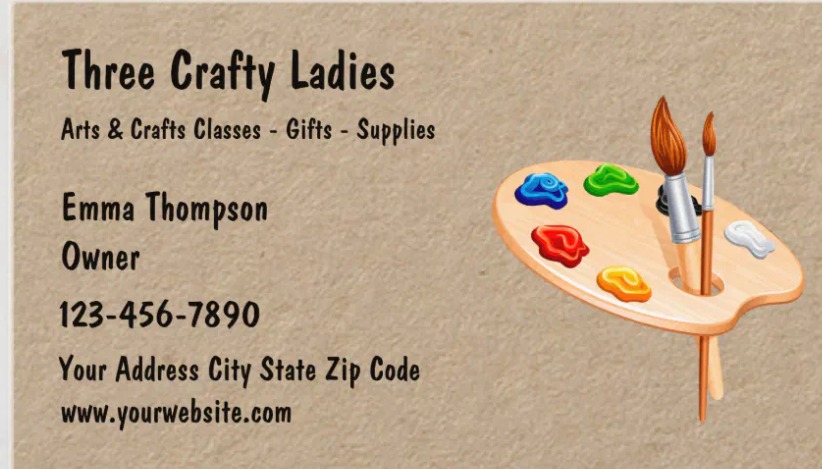 Three Crafty Ladies
Arts & Crafts Classes - Gifts - Supplies
Emma Thompson
Owner
123-456-7890
Your Address City State Zip Code
www.yourwebsite.com